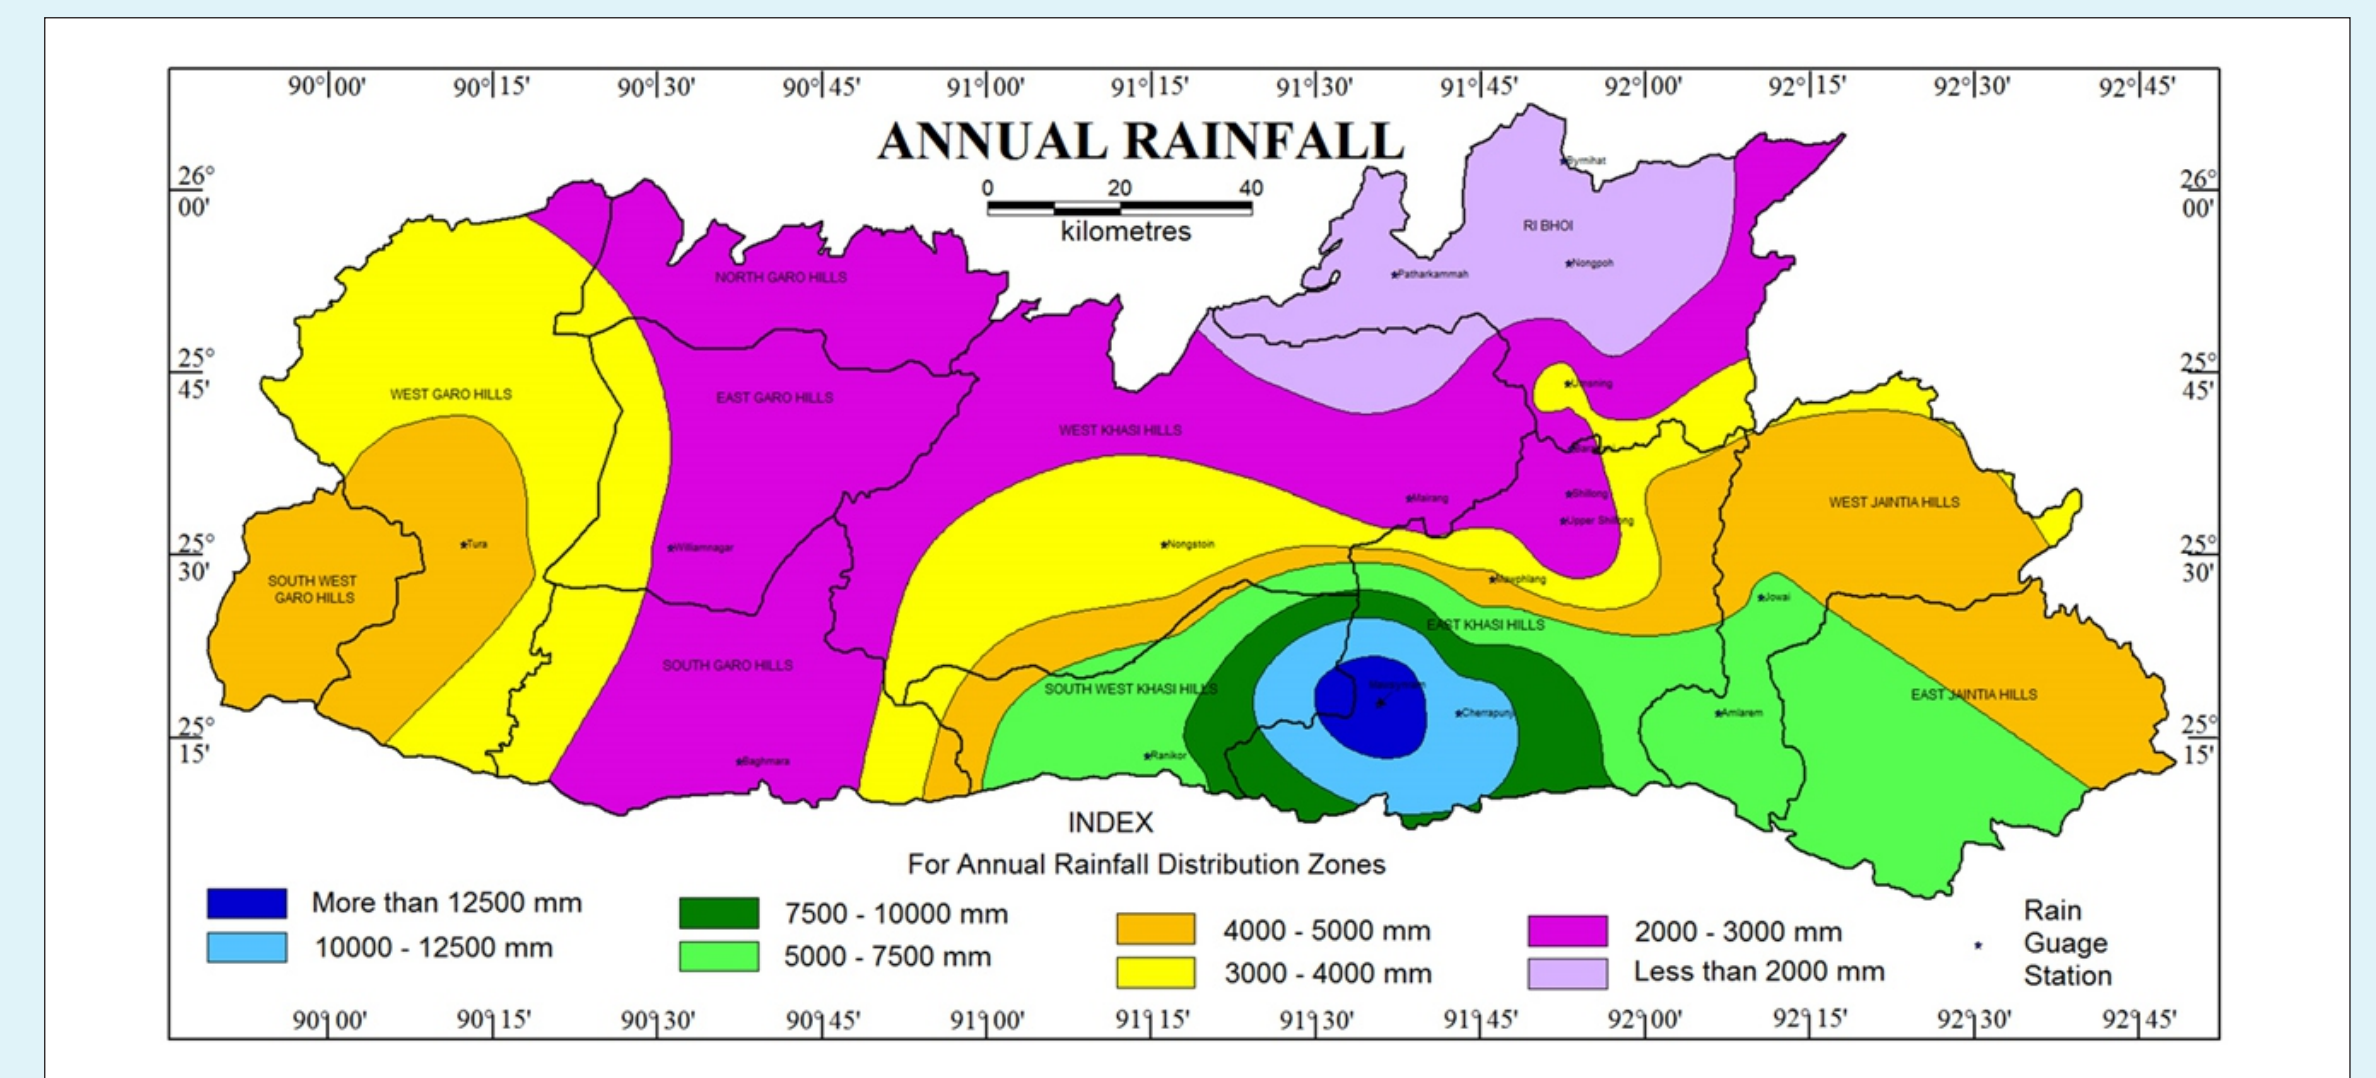 90°00' 90°15' 90°30' 90°45' 91°00' 91°15' 91°30' 91°45' 92°00' 92°15' 92°30' 92°45'
ANNUAL RAINFALL
0 20 40
kilometres
26° 00'
26° 00'
25° 45'
25° 45'
25° 30'
25° 30'
25° 15'
25° 15'
Byrnihat
RI BHOI
Nongpoh
Patharkammah
NORTH GARO HILLS
WEST GARO HILLS
EAST GARO HILLS
WEST KHASI HILLS
Umsning
Mairang
Shillong
Upper Shillong
WEST JAINTIA HILLS
Tura
Williamnagar
Nongstoin
Mawphlang
SOUTH WEST
GARO HILLS
Jowai
EAST KHASI HILLS
SOUTH GARO HILLS
SOUTH WEST KHASI HILLS
EAST JAINTIA HILLS
Cherrapunj
Amlarem
Ranikor
Baghmara
INDEX
For Annual Rainfall Distribution Zones
More than 12500 mm
10000 - 12500 mm
7500 - 10000 mm
5000 - 7500 mm
4000 - 5000 mm
3000 - 4000 mm
2000 - 3000 mm
Less than 2000 mm
Rain
Guage
Station
90°00' 90°15' 90°30' 90°45' 91°00' 91°15' 91°30' 91°45' 92°00' 92°15' 92°30' 92°45'